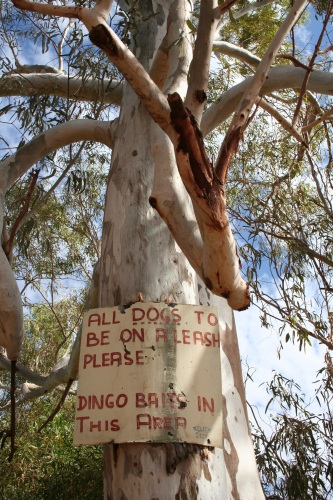 ALL DOGS TO
BE ON A LEASH
PLEASE
DINGO BAITS IN
THIS AREA